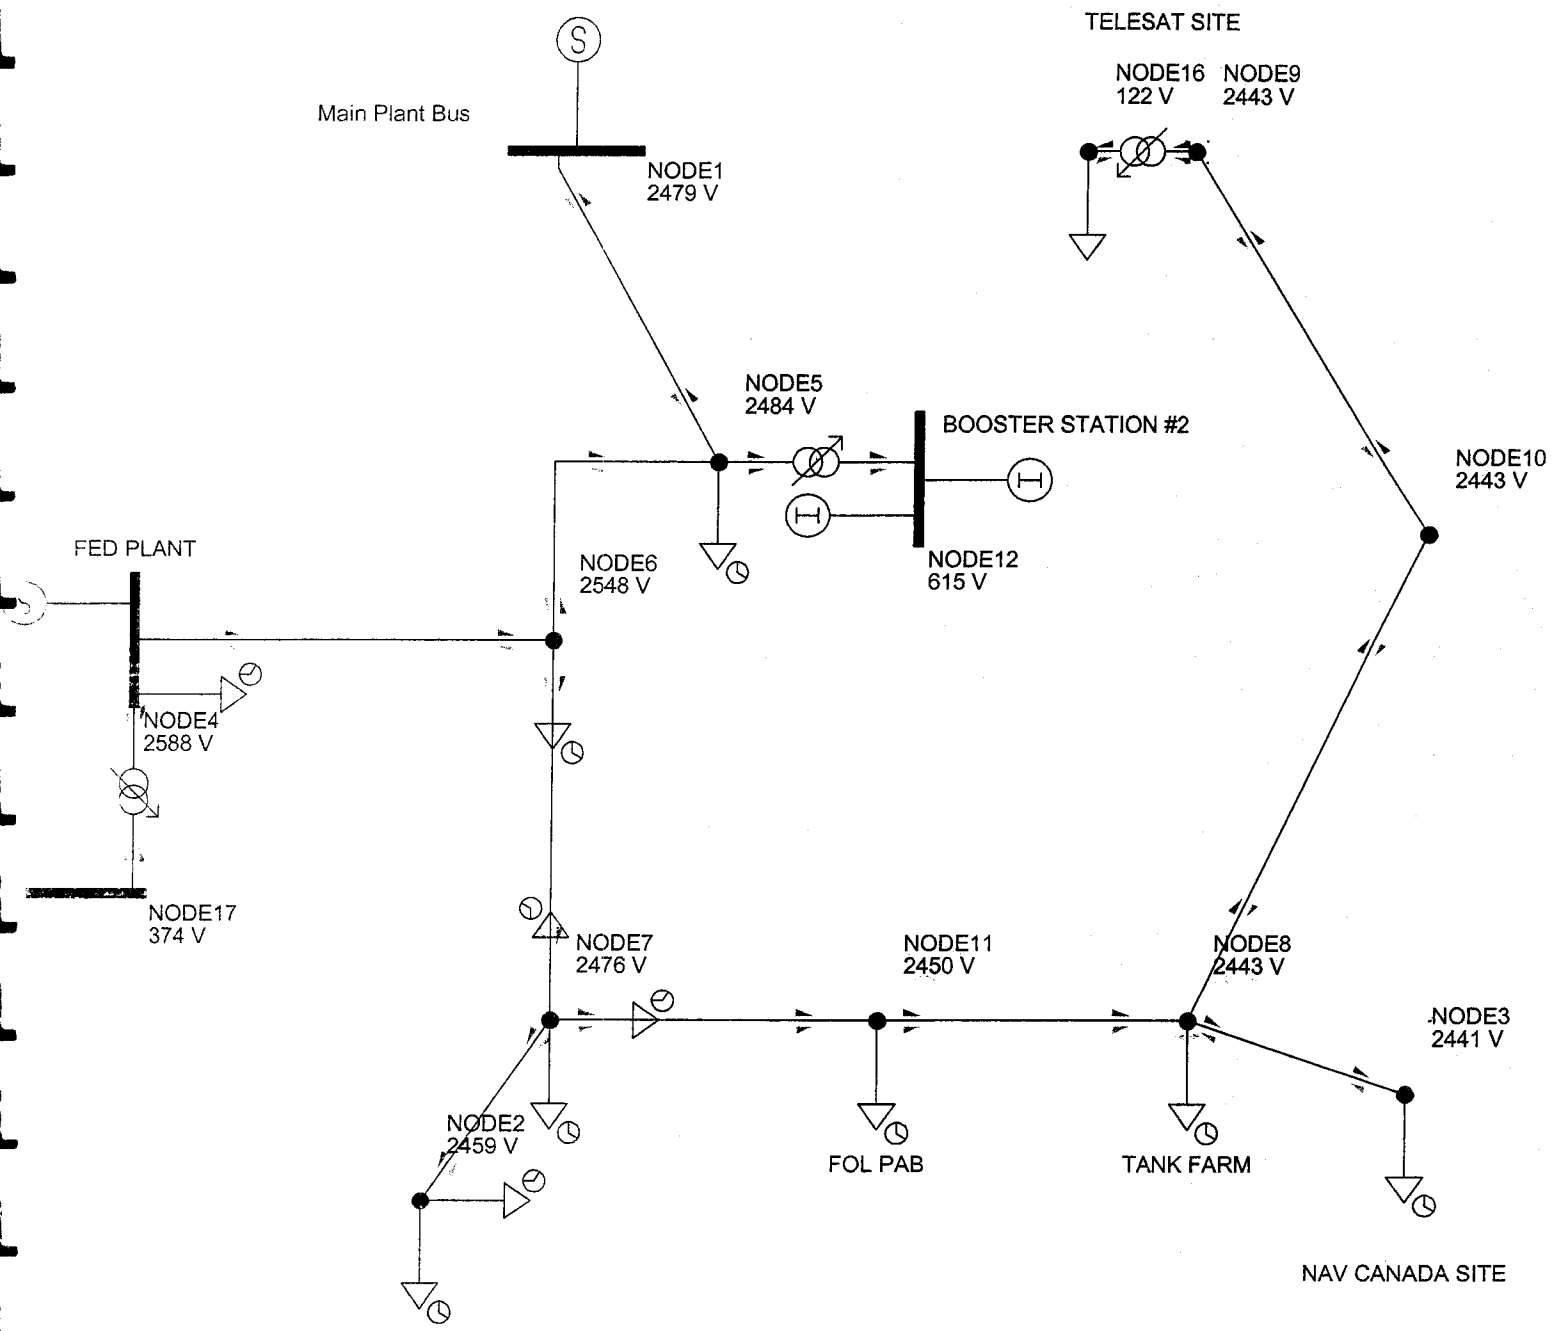 TELESAT SITE
NODE16
122 V
NODE9
2443 V
S
Main Plant Bus
NODE1
2479 V
NODE5
2484 V
BOOSTER STATION #2
NODE10
2443 V
FED PLANT
NODE6
2548 V
NODE12
615 V
S
NODE4
2588 V
NODE17
374 V
NODE7
2476 V
NODE11
2450 V
NODE8
2443 V
NODE3
2441 V
NODE2
2459 V
FOL PAB
TANK FARM
NAV CANADA SITE